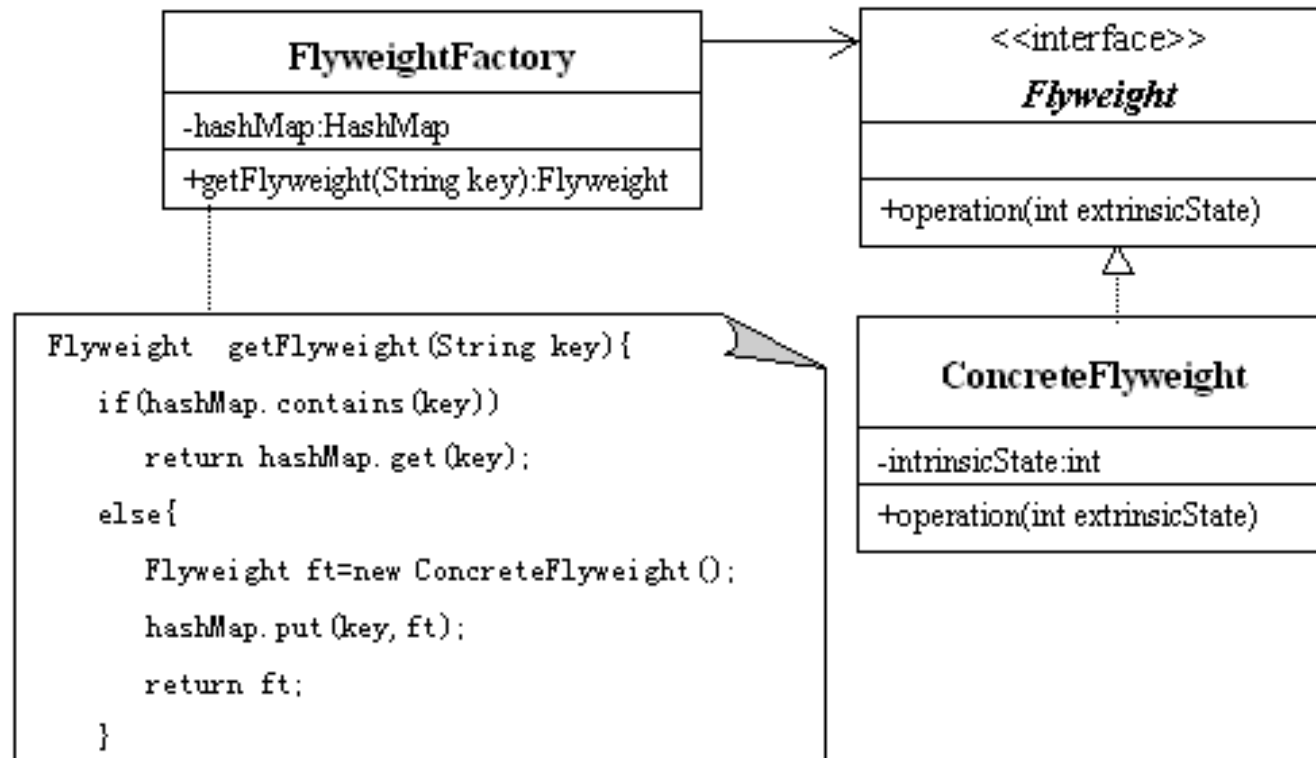 FlyweightFactory
-hashMap:HashMap
+getFlyweight(String key):Flyweight
<<interface>>
Flyweight
+operation(int extrinsicState)
ConcreteFlyweight
-intrinsicState:int
+operation(int extrinsicState)
Flyweight getFlyweight(String key){
if(hashMap.contains(key))
return hashMap.get(key);
else{
Flyweight ft=new ConcreteFlyweight();
hashMap.put(key,ft);
return ft;
}